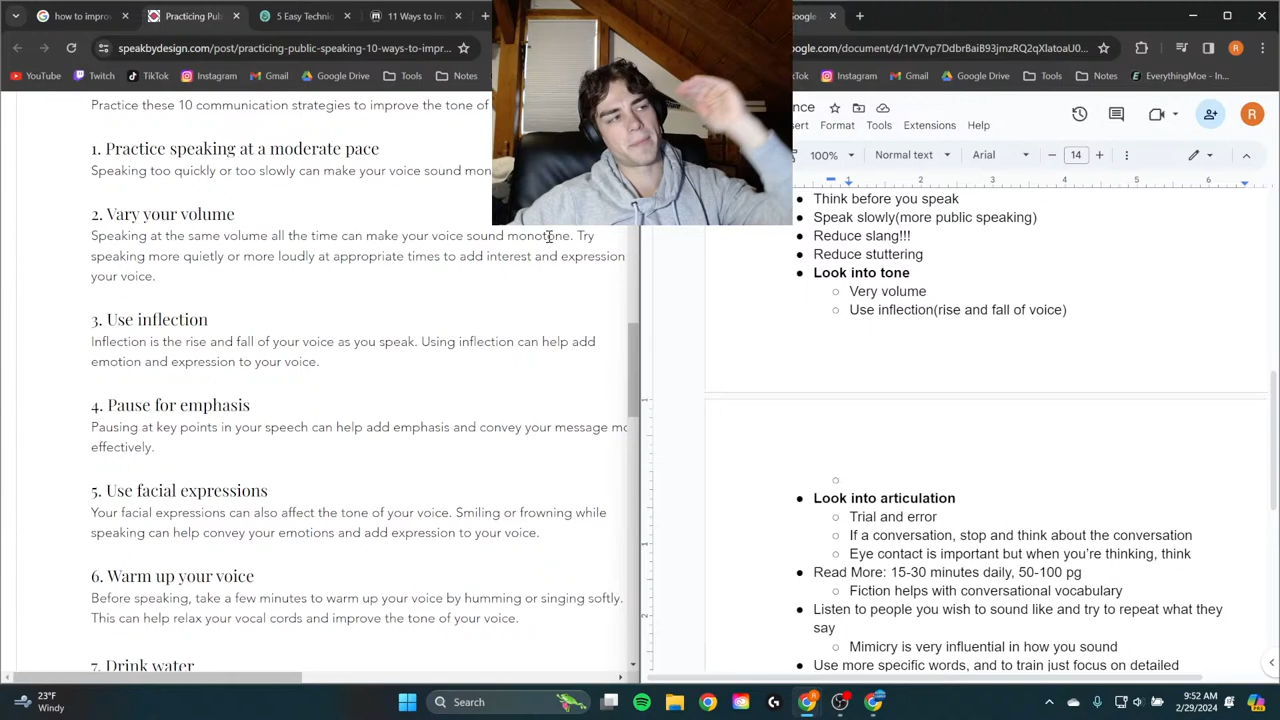 how to improv
Practicing Pub
5 Easy Techni
11 Ways to Im
Google
speakbydesign.com/post/practicing-public-speaking-10-ways-to-impr...
google.com/document/d/1rV7vp7DdbrBaiB93jmzRQ2qXlatoaU0...
YouTube Twitch TikTok Instagram Gmail Google Drive Tools Notes
Instagram Gmail Google Drive Tools Notes EverythingMoe - In...
Practice these 10 communication strategies to improve the tone of
1. Practice speaking at a moderate pace
Speaking too quickly or too slowly can make your voice sound mon
2. Vary your volume
Speaking at the same volume all the time can make your voice sound monotone. Try
speaking more quietly or more loudly at appropriate times to add interest and expression
your voice.
3. Use inflection
Inflection is the rise and fall of your voice as you speak. Using inflection can help add
emotion and expression to your voice.
4. Pause for emphasis
Pausing at key points in your speech can help add emphasis and convey your message mo
effectively.
5. Use facial expressions
Your facial expressions can also affect the tone of your voice. Smiling or frowning while
speaking can help convey your emotions and add expression to your voice.
6. Warm up your voice
Before speaking, take a few minutes to warm up your voice by humming or singing softly.
This can help relax your vocal cords and improve the tone of your voice.
7. Drink water
nce
sert Format Tools Extensions Help
R
100% Normal text Arial 14
Think before you speak
Speak slowly(more public speaking)
Reduce slang!!!
Reduce stuttering
Look into tone
Very volume
Use inflection(rise and fall of voice)
Look into articulation
Trial and error
If a conversation, stop and think about the conversation
Eye contact is important but when you're thinking, think
Read More: 15-30 minutes daily, 50-100 pg
Fiction helps with conversational vocabulary
Listen to people you wish to sound like and try to repeat what they
say
Mimicry is very influential in how you sound
Use more specific words, and to train just focus on detailed
23°F
Windy
Search
9:52 AM
2/29/2024